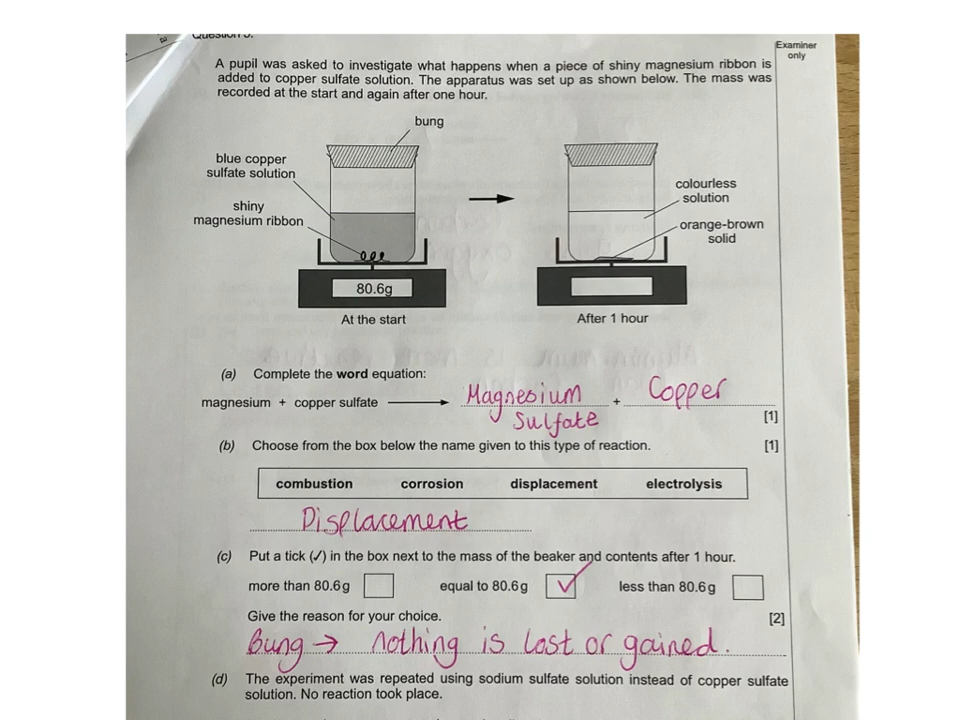 Question 5.
Examiner
only
A pupil was asked to investigate what happens when a piece of shiny magnesium ribbon is
added to copper sulfate solution. The apparatus was set up as shown below. The mass was
recorded at the start and again after one hour.
bung
blue copper
sulfate solution
shiny
magnesium ribbon
colourless
solution
orange-brown
solid
80.6g
At the start
After 1 hour
(a) Complete the word equation:
magnesium + copper sulfate → Magnesium + Copper
Sulfate
[1]
(b) Choose from the box below the name given to this type of reaction. [1]
combustion corrosion displacement electrolysis
Displacement
(c) Put a tick (✓) in the box next to the mass of the beaker and contents after 1 hour.
more than 80.6g equal to 80.6g ✓ less than 80.6g
Give the reason for your choice. [2]
Bung → nothing is lost or gained.
(d) The experiment was repeated using sodium sulfate solution instead of copper sulfate
solution. No reaction took place.